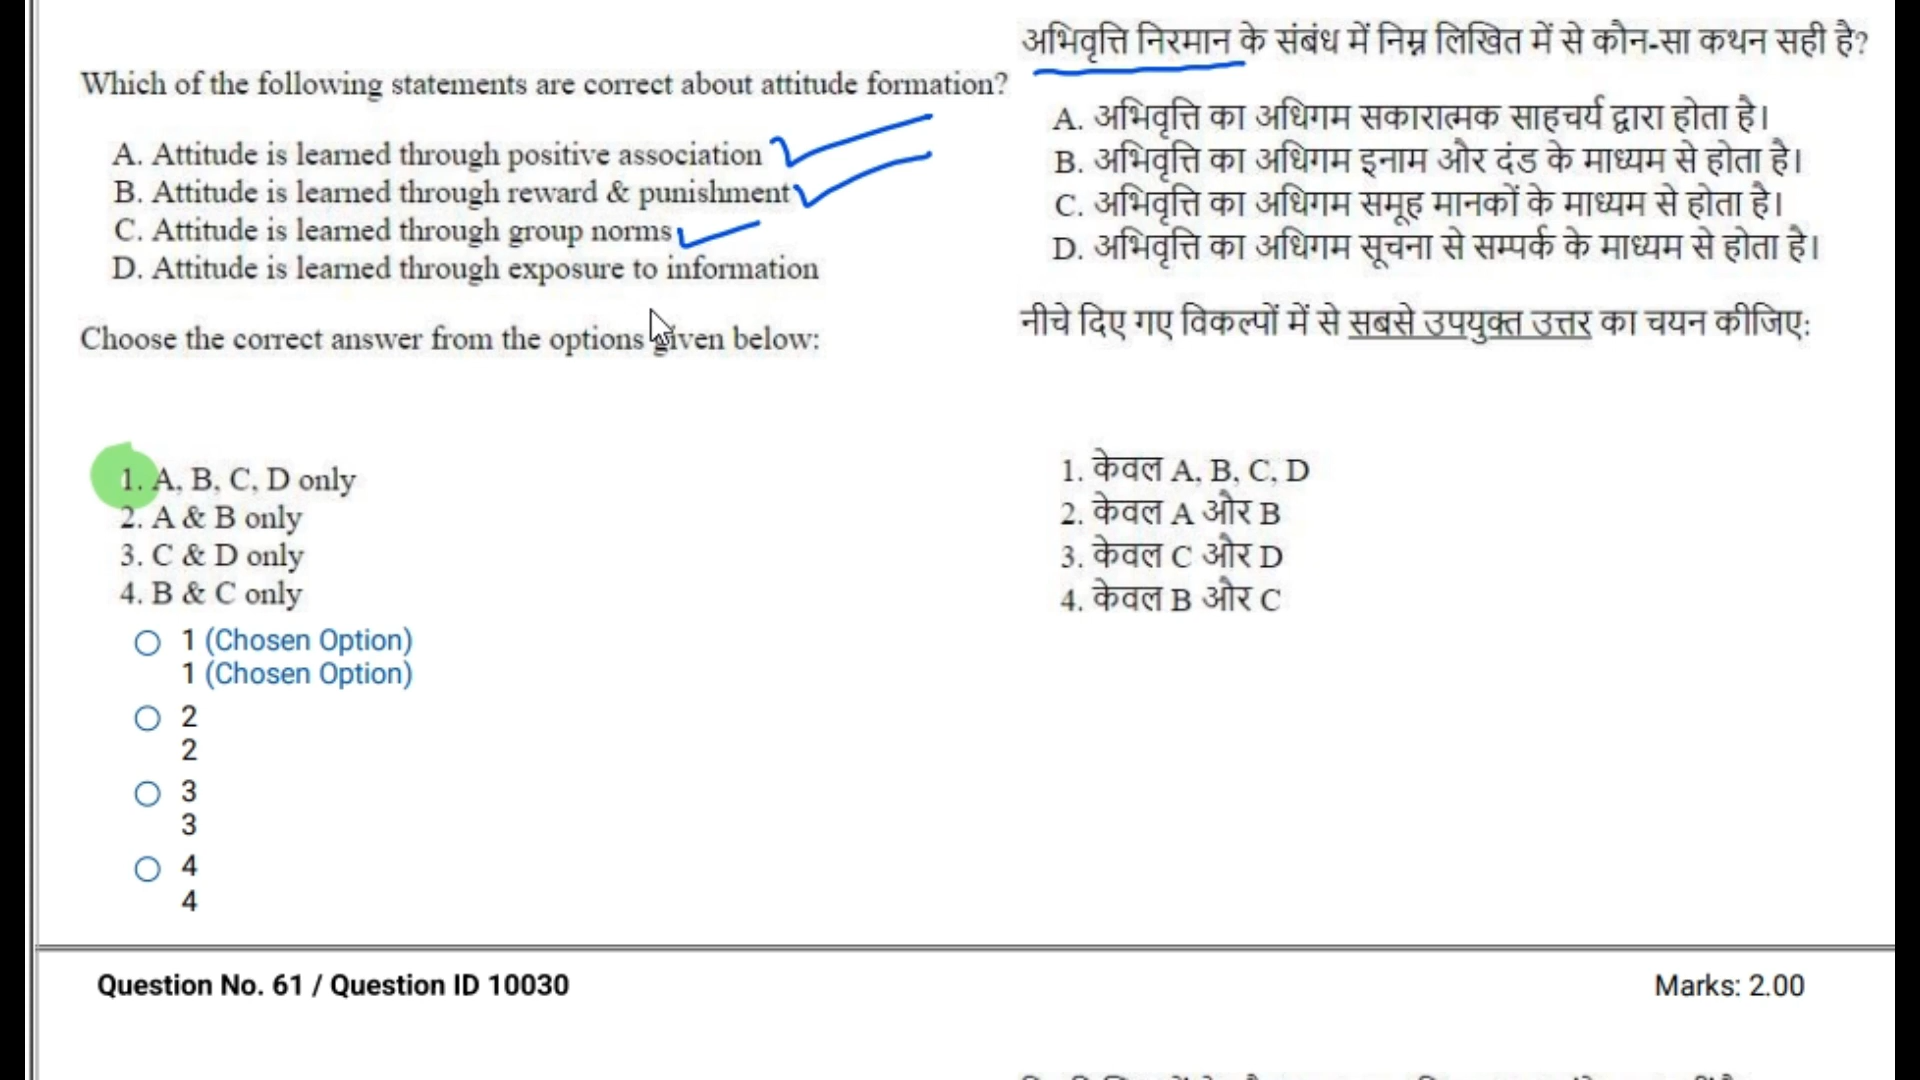 Which of the following statements are correct about attitude formation?
A. Attitude is learned through positive association
B. Attitude is learned through reward & punishment
C. Attitude is learned through group norms
D. Attitude is learned through exposure to information
Choose the correct answer from the options given below:
1. A, B, C, D only
2. A & B only
3. C & D only
4. B & C only
अभिवृत्ति निरमान के संबंध में निम्न लिखित में से कौन-सा कथन सही है?
A. अभिवृत्ति का अधिगम सकारात्मक साहचर्य द्वारा होता है।
B. अभिवृत्ति का अधिगम इनाम और दंड के माध्यम से होता है।
C. अभिवृत्ति का अधिगम समूह मानकों के माध्यम से होता है।
D. अभिवृत्ति का अधिगम सूचना से सम्पर्क के माध्यम से होता है।
नीचे दिए गए विकल्पों में से सबसे उपयुक्त उत्तर का चयन कीजिए:
1. केवल A, B, C, D
2. केवल A और B
3. केवल C और D
4. केवल B और C
1 (Chosen Option)
1 (Chosen Option)
2
2
3
3
4
4
Question No. 61 / Question ID 10030
Marks: 2.00